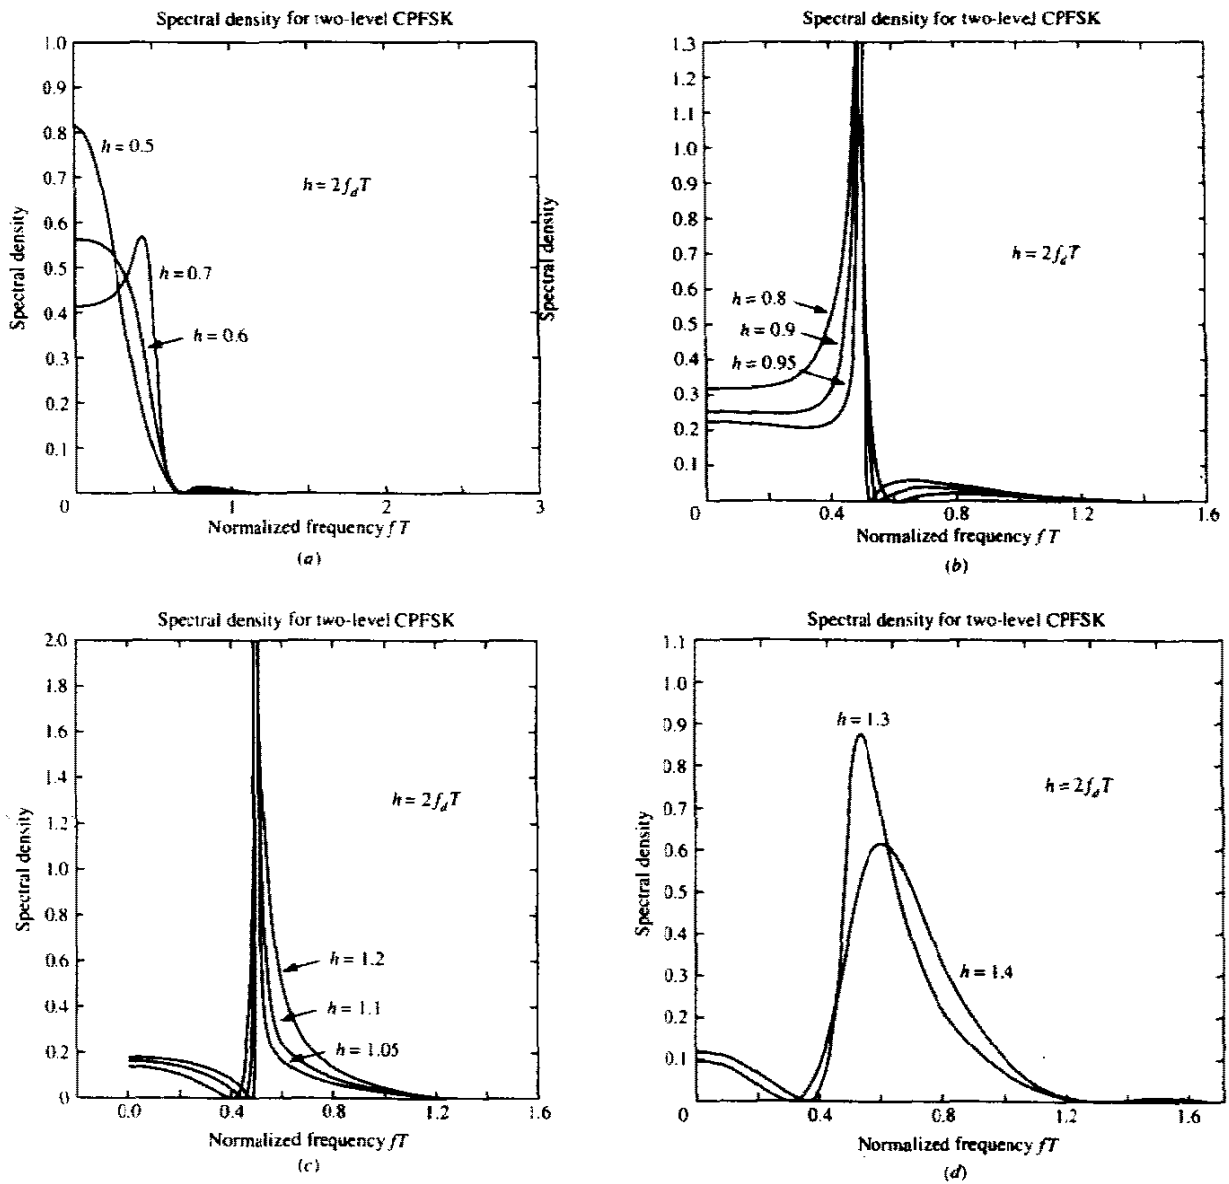 Spectral density for two-level CPFSK
1.0
0.9
0.8
0.7
0.6
0.5
0.4
0.3
0.2
0.1
0
1
2
3
Spectral density
h = 0.5
h = 2f_dT
h = 0.7
h = 0.6
Normalized frequency fT
(a)
Spectral density for two-level CPFSK
1.3
1.2
1.1
1.0
0.9
0.8
0.7
0.6
0.5
0.4
0.3
0.2
0.1
0
0.4
0.8
1.2
1.6
Spectral density
h = 2f_dT
h = 0.8
h = 0.9
h = 0.95
Normalized frequency fT
(b)
Spectral density for two-level CPFSK
2.0
1.8
1.6
1.4
1.2
1.0
0.8
0.6
0.4
0.2
0
0.0
0.4
0.8
1.2
1.6
Spectral density
h = 2f_dT
h = 1.2
h = 1.1
h = 1.05
Normalized frequency fT
(c)
Spectral density for two-level CPFSK
1.1
1.0
0.9
0.8
0.7
0.6
0.5
0.4
0.3
0.2
0.1
0
0.4
0.8
1.2
1.6
Spectral density
h = 1.3
h = 2f_dT
h = 1.4
Normalized frequency fT
(d)